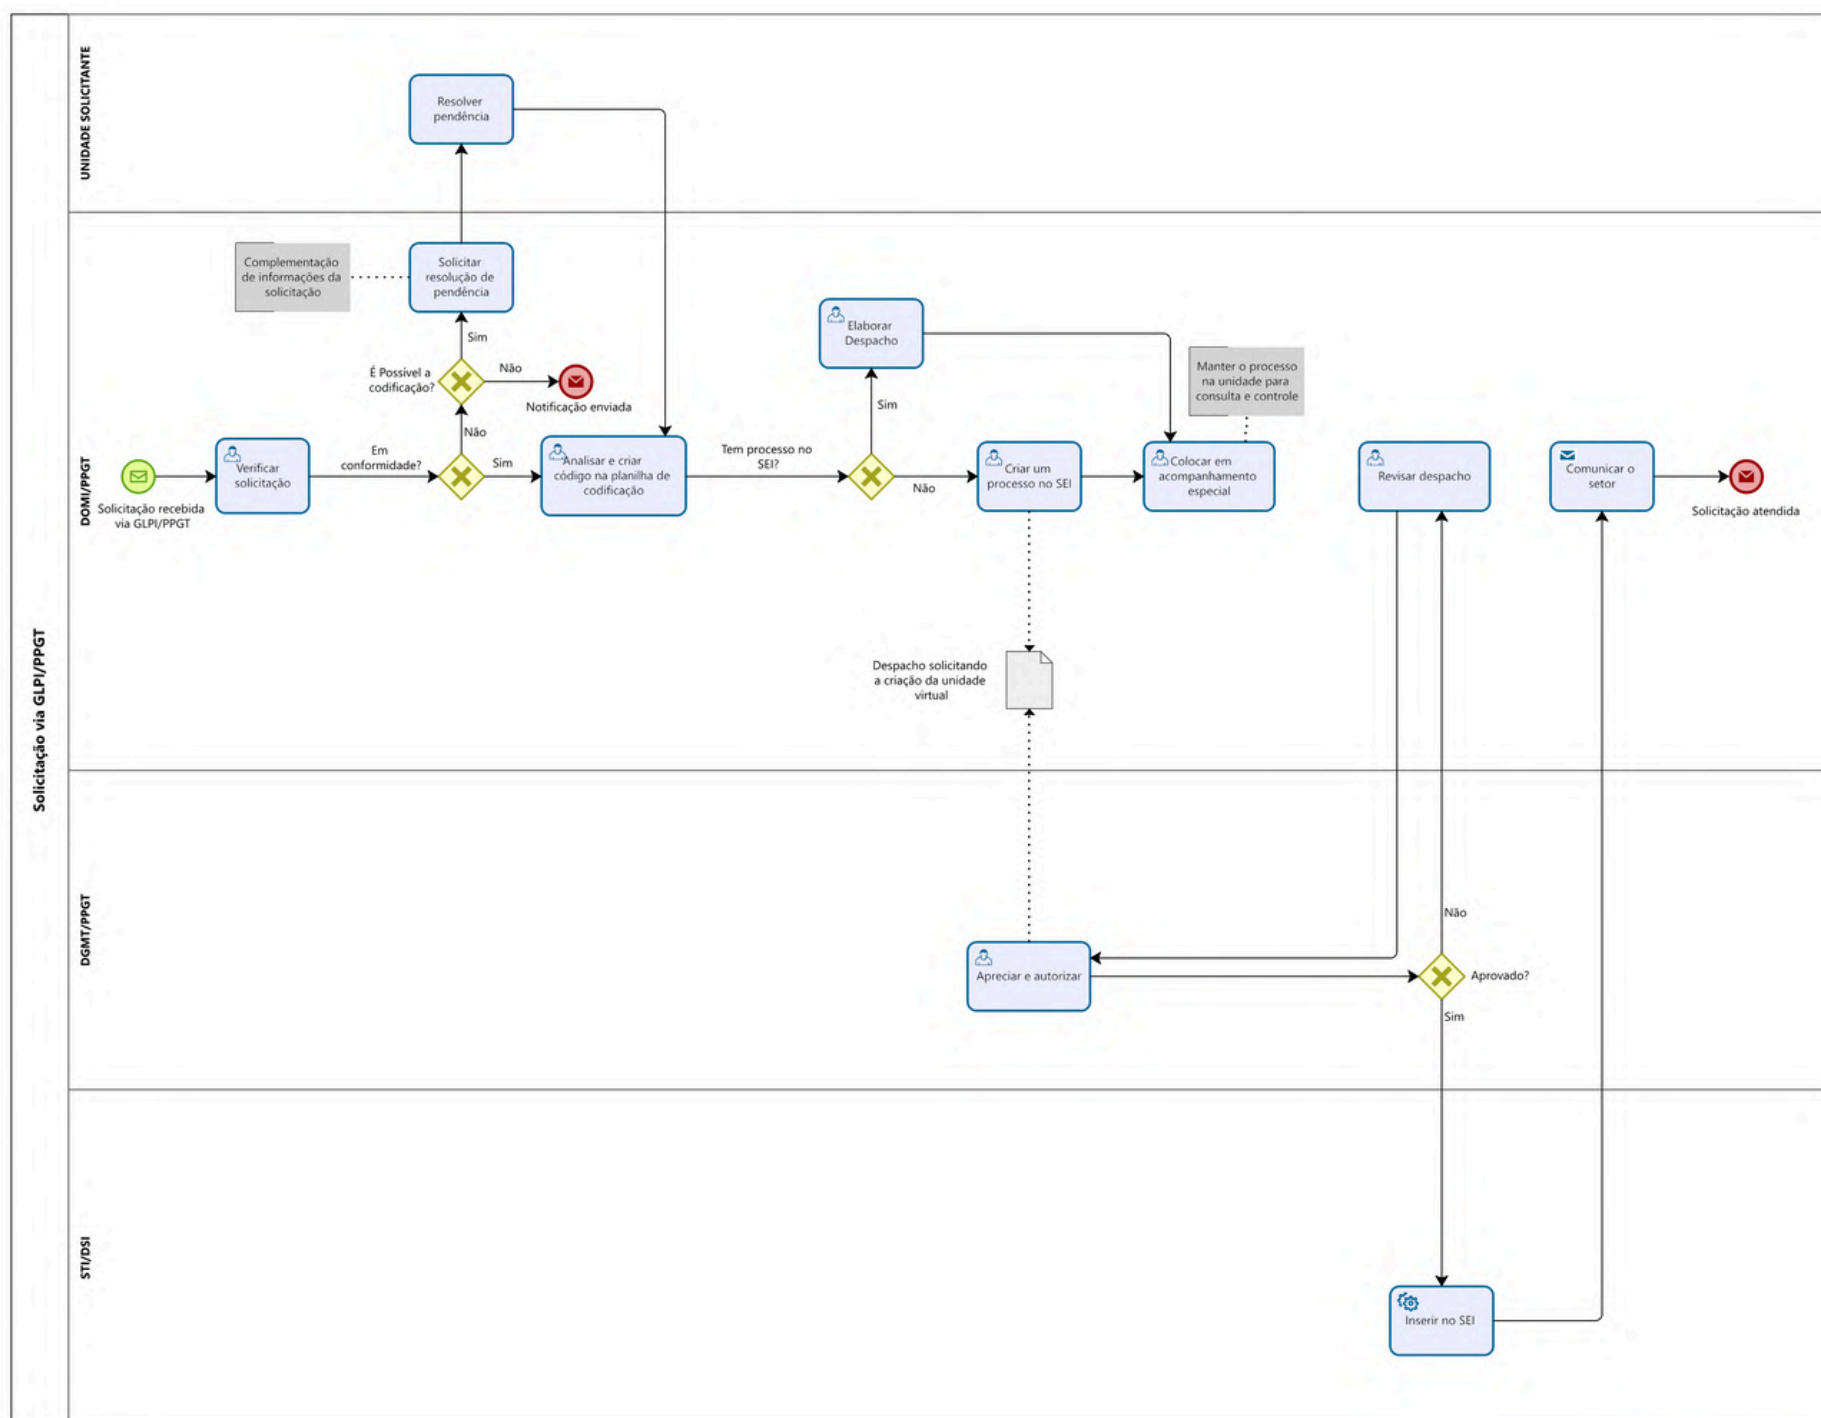 Solicitação via GLPI/PPGT
UNIDADE SOLICITANTE
Resolver
pendência
DOMI/PPGT
Complementação
de informações da
solicitação
Solicitar
resolução de
pendência
Sim
É Possível a
codificação?
Não
Notificação enviada
Não
Solicitação recebida
via GLPI/PPGT
Verificar
solicitação
Em
conformidade?
Sim
Analisar e criar
código na planilha de
codificação
Tem processo no
SEI?
Sim
Elaborar
Despacho
Não
Criar um
processo no SEI
Colocar em
acompanhamento
especial
Manter o processo
na unidade para
consulta e controle
Revisar despacho
Comunicar o
setor
Solicitação atendida
Despacho solicitando
a criação da unidade
virtual
DGMT/PPGT
Apreciar e autorizar
Não
Aprovado?
Sim
STI/DSI
Inserir no SEI